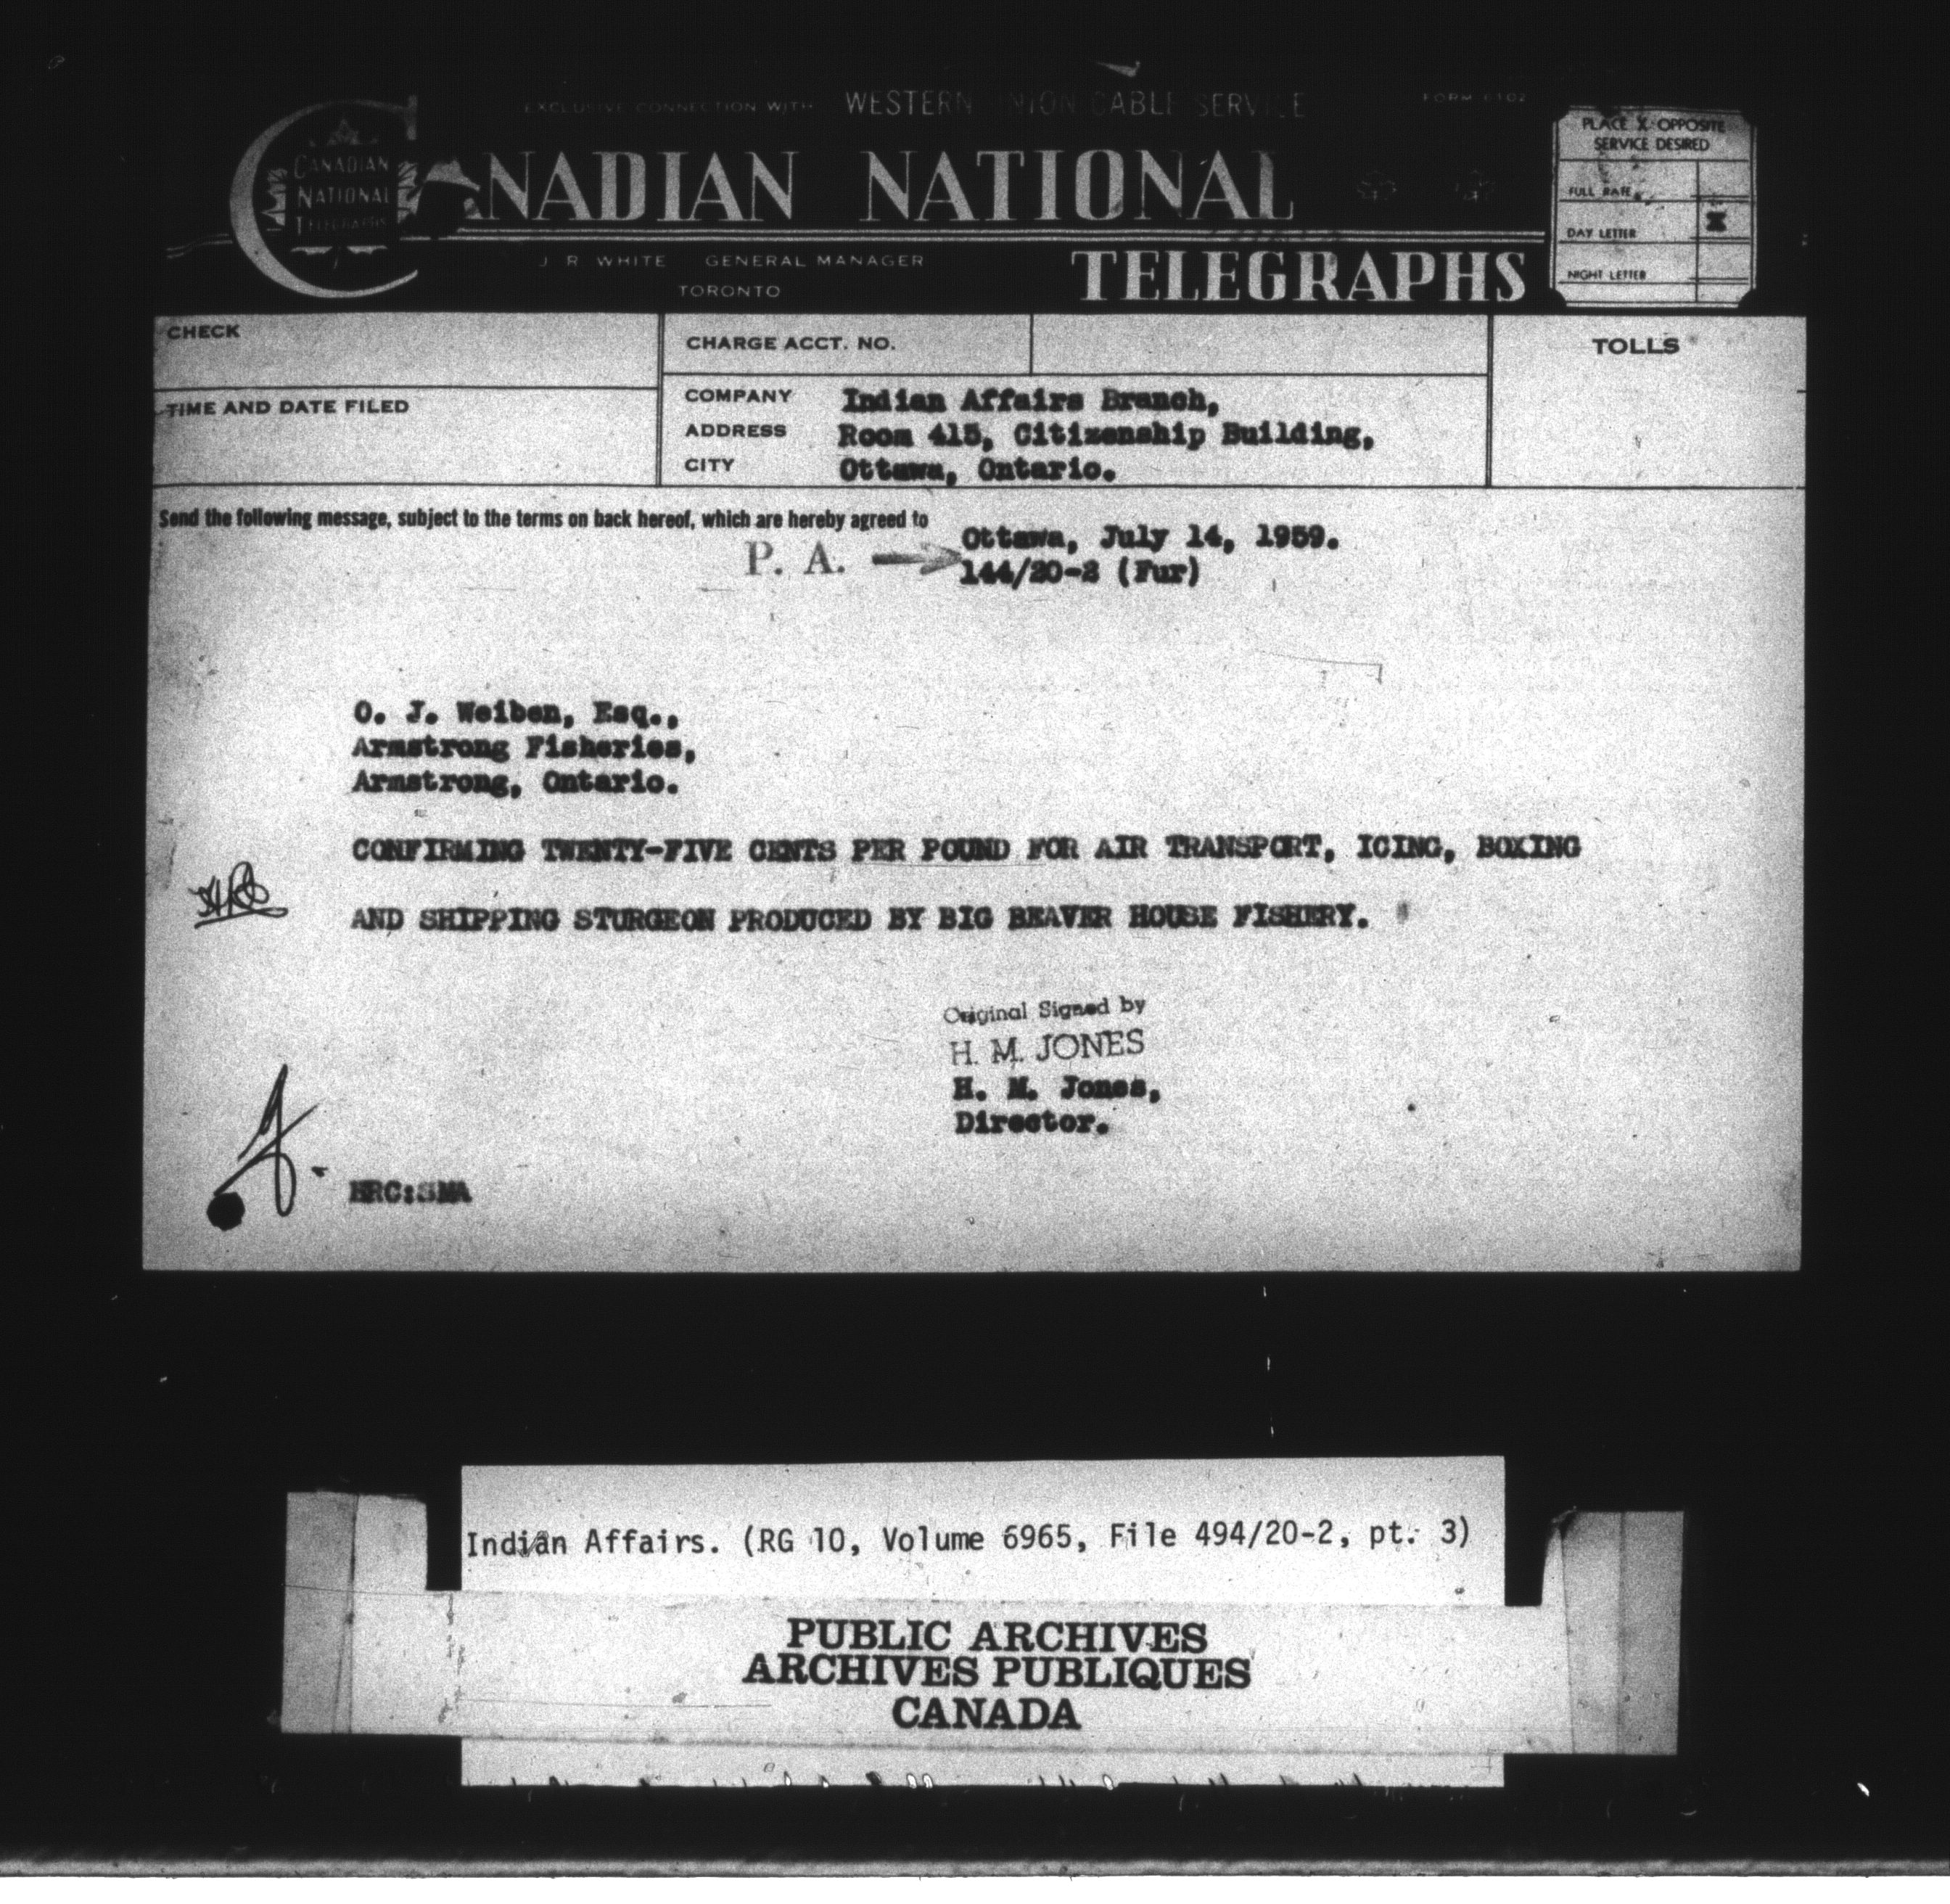 EXCLUSIVE CONNECTION WITH WESTERN UNION CABLE SERVICE
FORM 6102
CANADIAN NATIONAL
TELEGRAPHS
CANADIAN
NATIONAL
TELEGRAPHS
J. R. WHITE GENERAL MANAGER
TORONTO
PLACE X OPPOSITE
SERVICE DESIRED
FULL RATE
DAY LETTER X
NIGHT LETTER
CHECK
CHARGE ACCT. NO.
TOLLS
TIME AND DATE FILED
COMPANY Indian Affairs Branch,
ADDRESS Room 415, Citizenship Building,
CITY Ottawa, Ontario.
Send the following message, subject to the terms on back hereof, which are hereby agreed to
Ottawa, July 14, 1959.
P. A. → 144/20-2 (Fur)
O. J. Weiben, Esq.,
Armstrong Fisheries,
Armstrong, Ontario.
CONFIRMING TWENTY-FIVE CENTS PER POUND FOR AIR TRANSPORT, ICING, BOXING
AND SHIPPING STURGEON PRODUCED BY BIG BEAVER HOUSE FISHERY.
Original Signed by
H. M. JONES
H. M. Jones,
Director.
HRC:SMA
Indian Affairs. (RG 10, Volume 6965, File 494/20-2, pt. 3)
PUBLIC ARCHIVES
ARCHIVES PUBLIQUES
CANADA